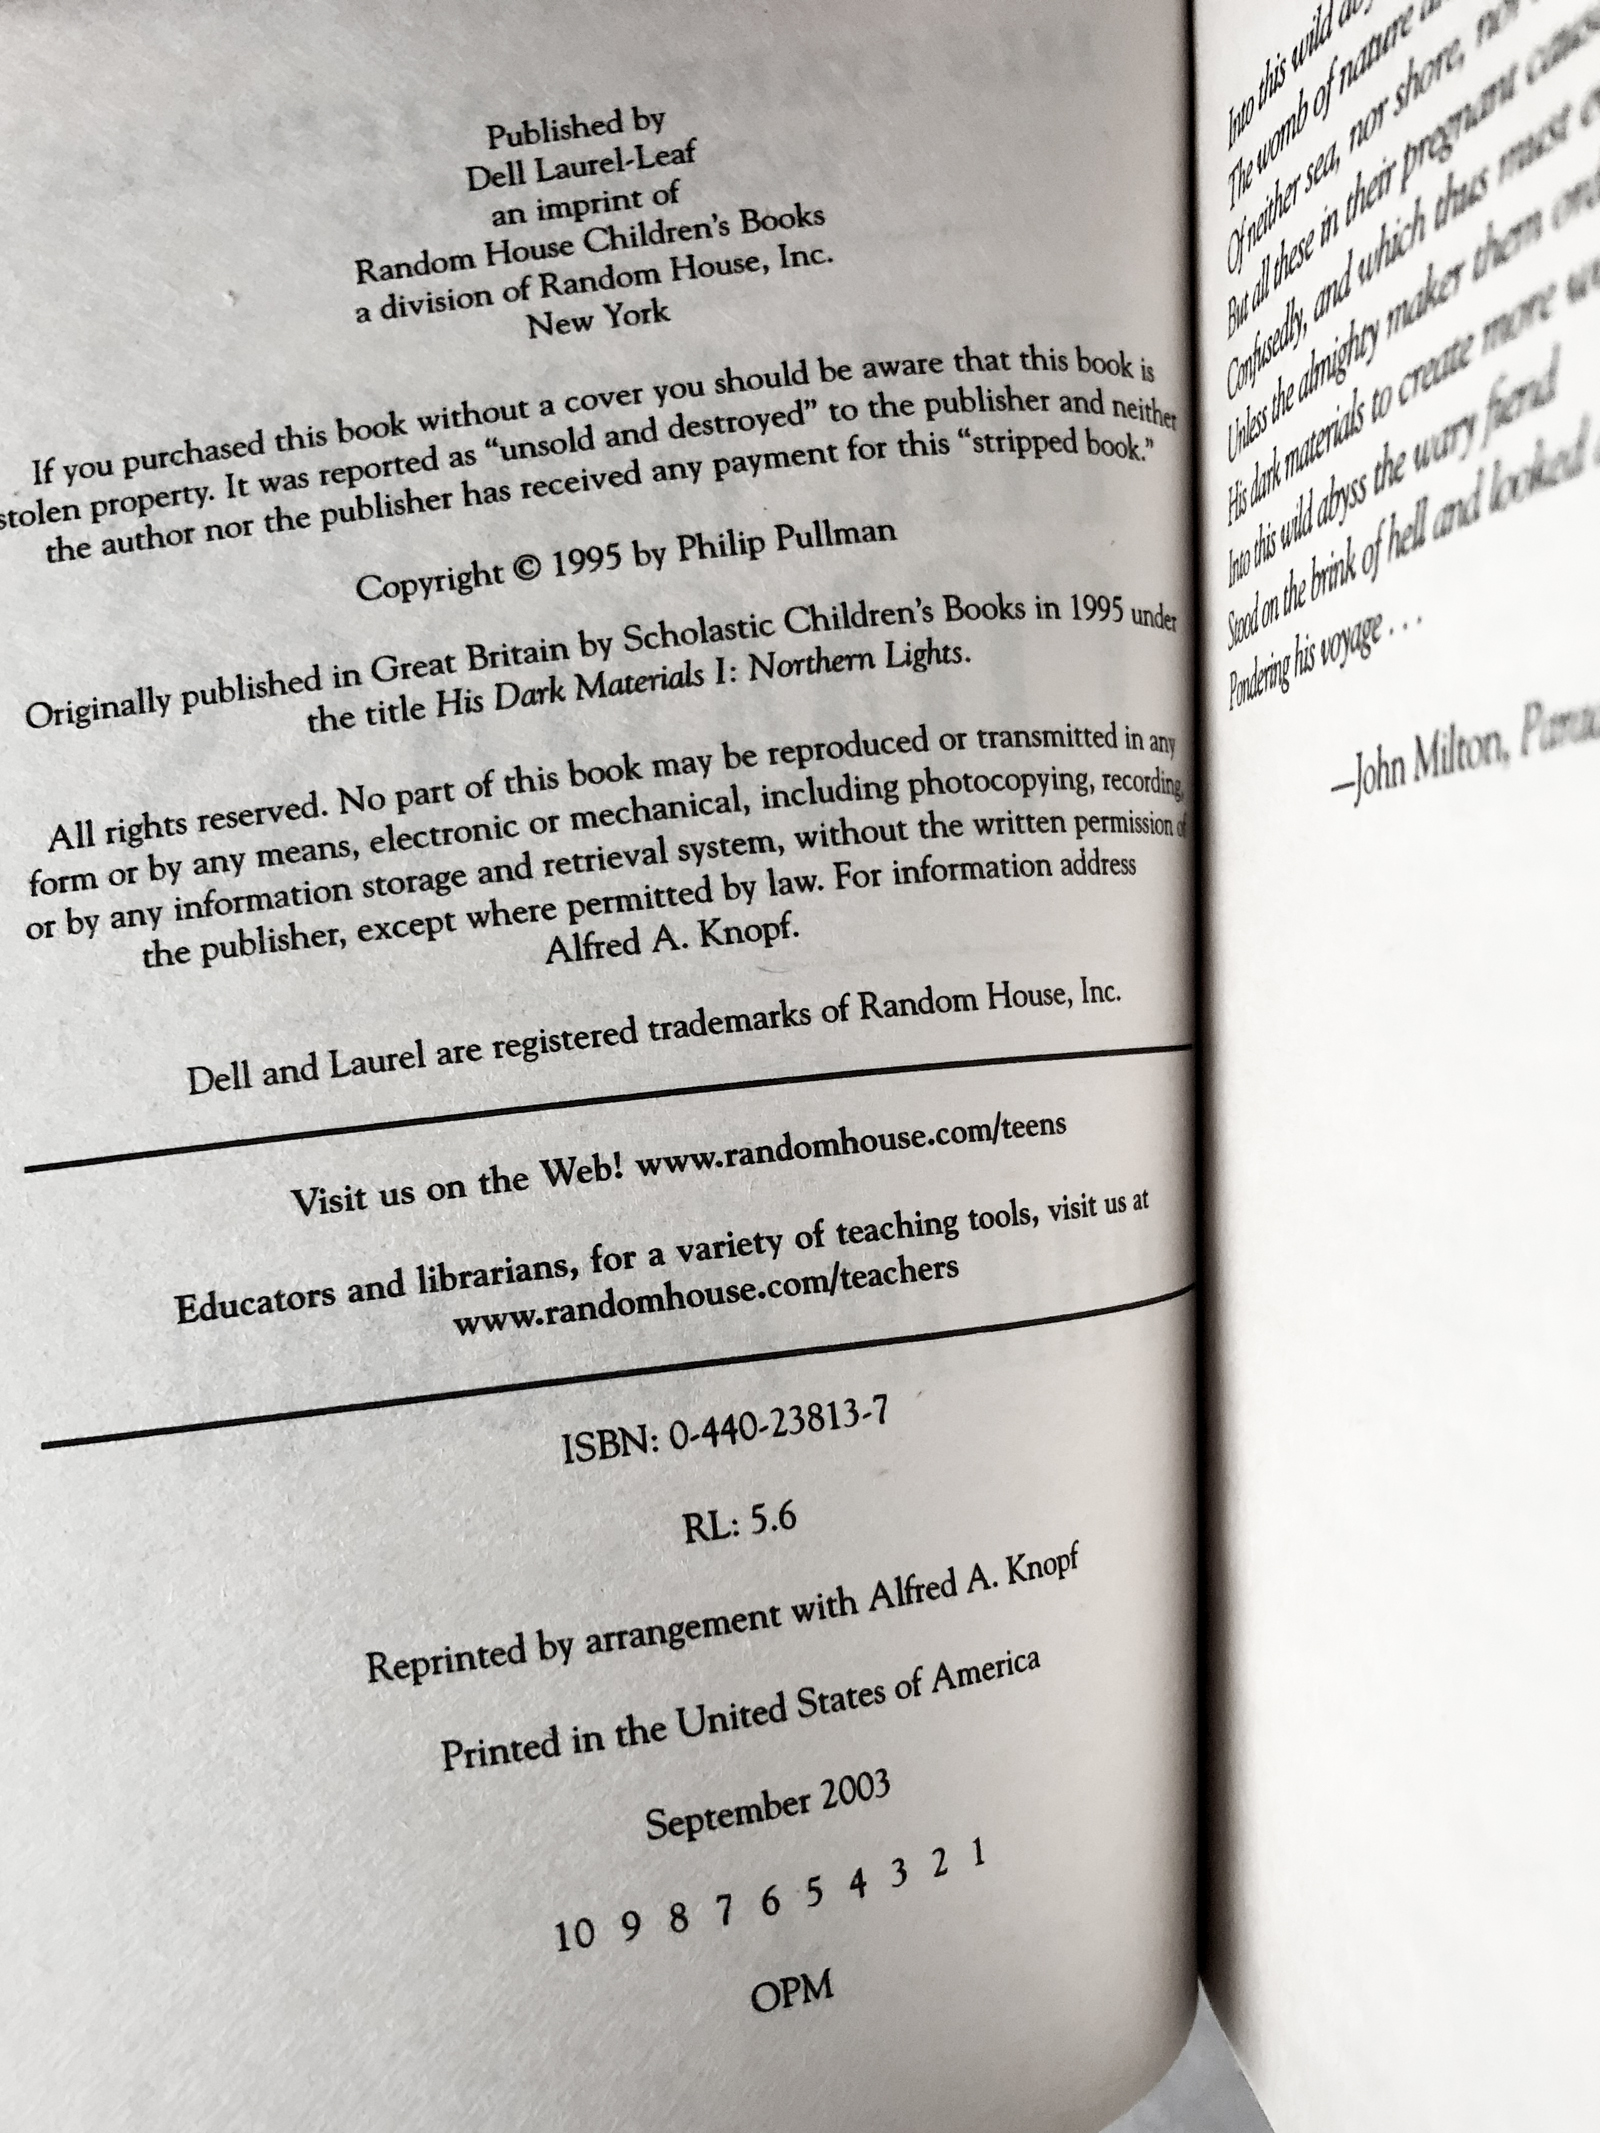 Published by
Dell Laurel-Leaf
an imprint of
Random House Children's Books
a division of Random House, Inc.
New York
If you purchased this book without a cover you should be aware that this book is
stolen property. It was reported as “unsold and destroyed” to the publisher and neither
the author nor the publisher has received any payment for this “stripped book.”
Copyright © 1995 by Philip Pullman
Originally published in Great Britain by Scholastic Children's Books in 1995 under
the title His Dark Materials I: Northern Lights.
All rights reserved. No part of this book may be reproduced or transmitted in any
form or by any means, electronic or mechanical, including photocopying, recording,
or by any information storage and retrieval system, without the written permission of
the publisher, except where permitted by law. For information address
Alfred A. Knopf.
Dell and Laurel are registered trademarks of Random House, Inc.
Visit us on the Web! www.randomhouse.com/teens
Educators and librarians, for a variety of teaching tools, visit us at
www.randomhouse.com/teachers
ISBN: 0-440-23813-7
RL: 5.6
Reprinted by arrangement with Alfred A. Knopf
Printed in the United States of America
September 2003
10 9 8 7 6 5 4 3 2 1
OPM
Into this wild
The womb of nature
Of neither sea, nor shore, nor
But all these in their pregnant
Confusedly, and which thus must
Unless the almighty maker them
His dark materials to create more
Into this wild abyss the wary fiend
Stood on the brink of hell and looked
Pondering his voyage . . .
—John Milton,